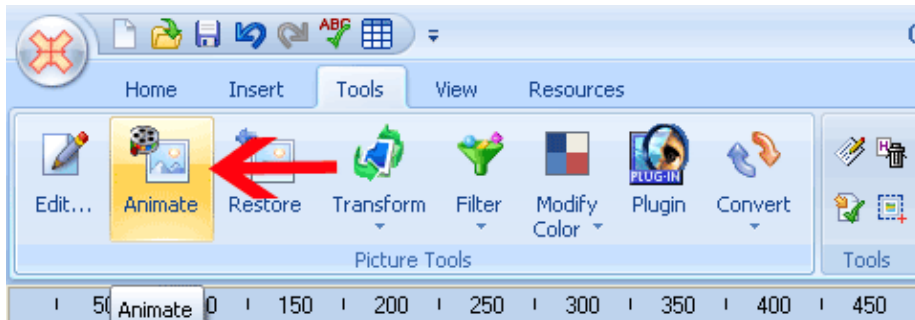 ABC
Home Insert Tools View Resources
PLUG-IN
Edit... Animate Restore Transform Filter Modify Color Plugin Convert
Picture Tools Tools
Animate 150 200 250 300 350 400 450